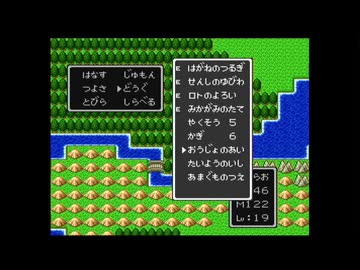 はなす じゅもん
つよさ ▶どうぐ
とびら しらべる
E はがねのつるぎ
E せんしのゆびわ
E ロトのよろい
E みかがみのたて
やくそう 5
かぎ 6
▶おうじょのあい
たいようのいし
あまぐものつえ
らお
46
M122
Lv:19